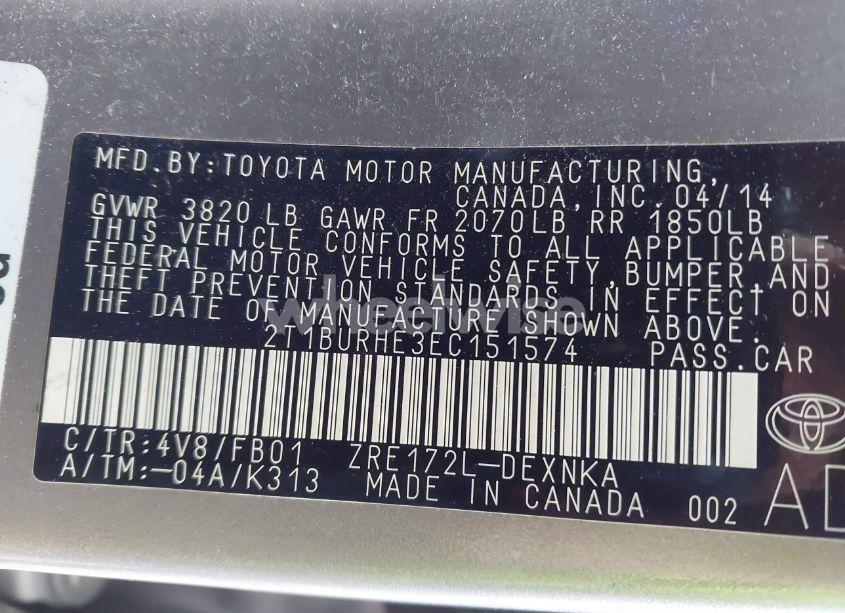 MFD.BY:TOYOTA MOTOR MANUFACTURING,
CANADA,INC.04/14
GVWR 3820 LB GAWR FR 2070LB,RR 1850LB
THIS VEHICLE CONFORMS TO ALL APPLICABLE
FEDERAL MOTOR VEHICLE SAFETY,BUMPER,AND
THEFT PREVENTION STANDARDS IN EFFECT ON
THE DATE OF MANUFACTURE SHOWN ABOVE.
wheelwise
2T1BURHE3EC151574 PASS.CAR
C/TR:4V8/FB01 ZRE172L-DEXNKA
A/TM:-04A/K313 MADE IN CANADA 002